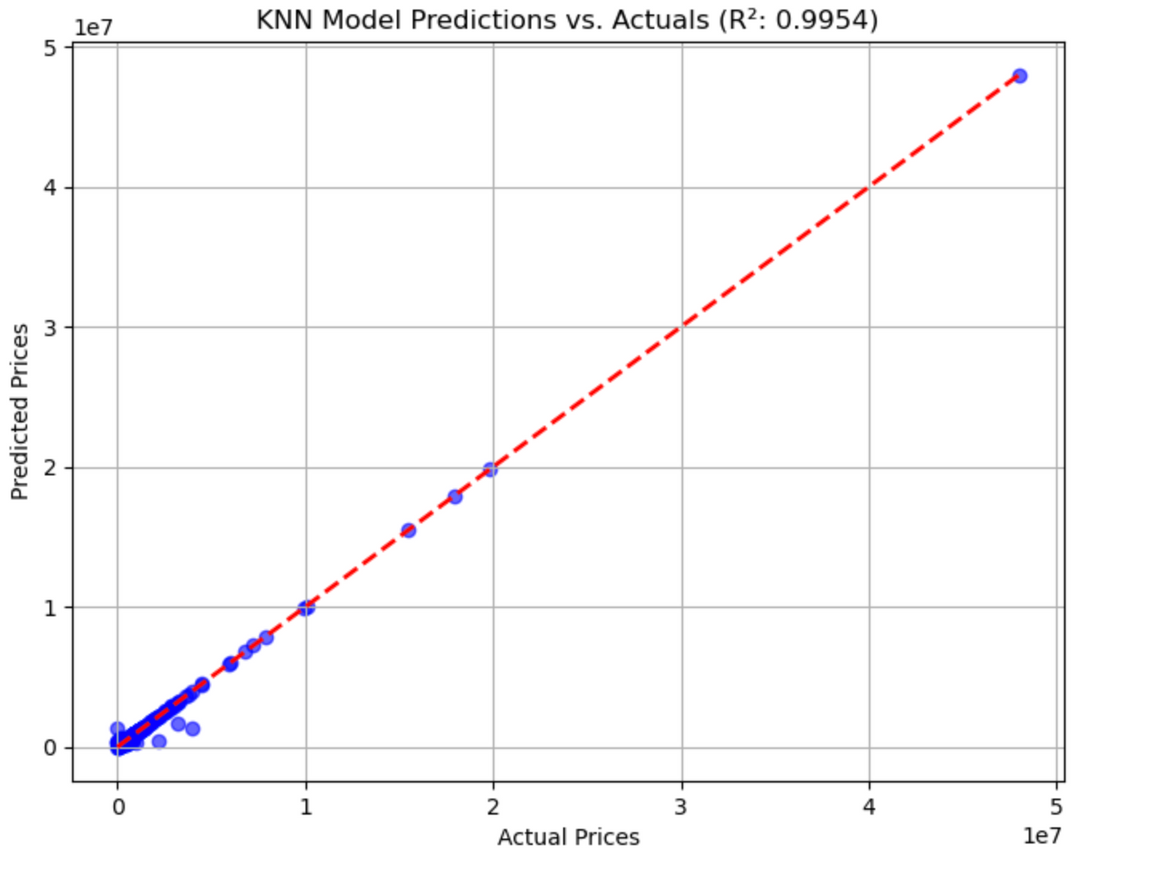 KNN Model Predictions vs. Actuals (R²: 0.9954)
1e7
5
4
3
2
1
0
Predicted Prices
0 1 2 3 4 5
Actual Prices
1e7